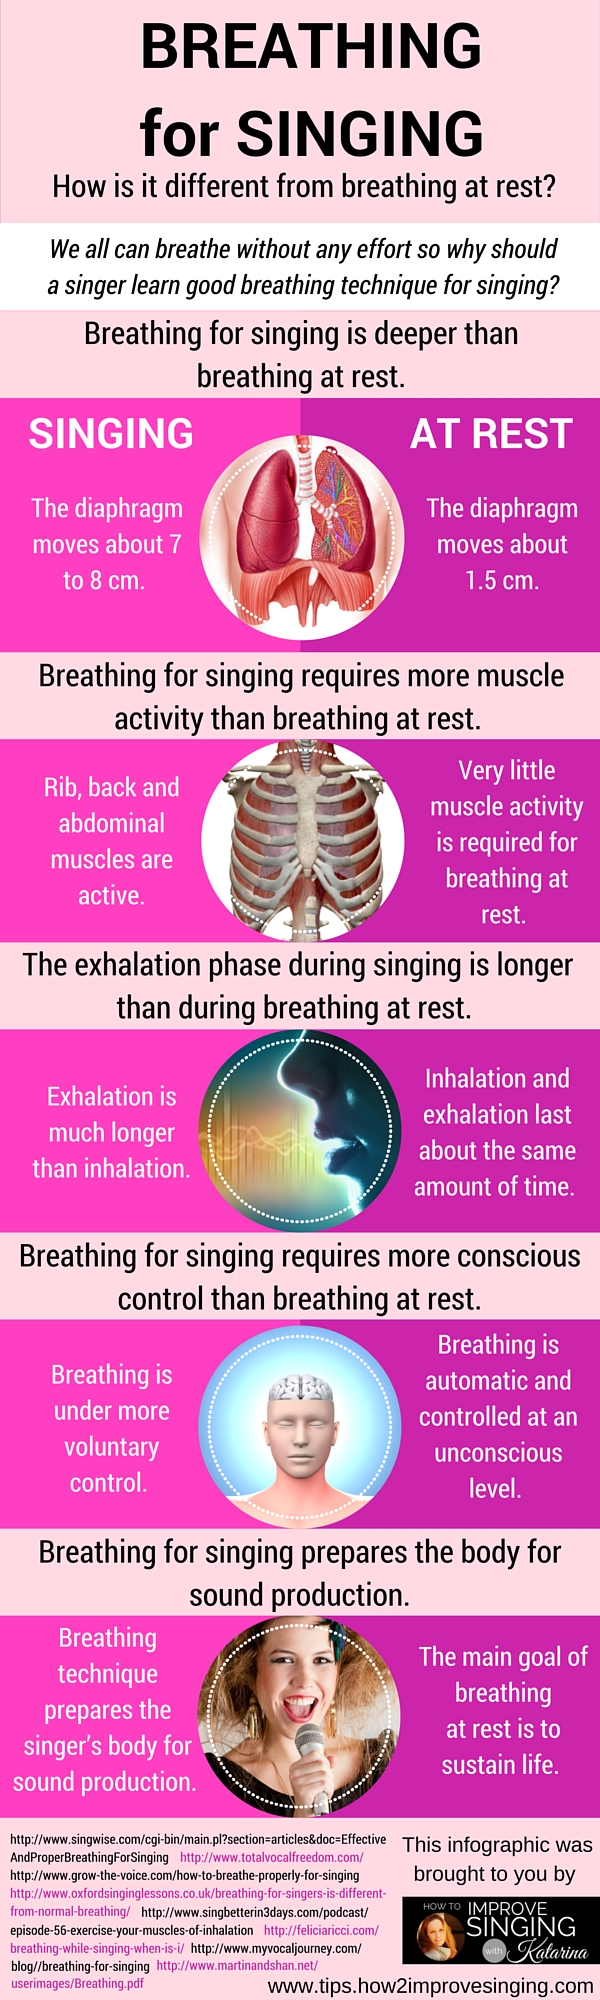 BREATHING
for SINGING
How is it different from breathing at rest?
We all can breathe without any effort so why should
a singer learn good breathing technique for singing?
Breathing for singing is deeper than
breathing at rest.
SINGING
The diaphragm
moves about 7
to 8 cm.
AT REST
The diaphragm
moves about
1.5 cm.
Breathing for singing requires more muscle
activity than breathing at rest.
Rib, back and
abdominal
muscles are
active.
Very little
muscle activity
is required for
breathing at
rest.
The exhalation phase during singing is longer
than during breathing at rest.
Exhalation is
much longer
than inhalation.
Inhalation and
exhalation last
about the same
amount of time.
Breathing for singing requires more conscious
control than breathing at rest.
Breathing is
under more
voluntary
control.
Breathing is
automatic and
controlled at an
unconscious
level.
Breathing for singing prepares the body for
sound production.
Breathing
technique
prepares the
singer's body for
sound production.
The main goal of
breathing
at rest is to
sustain life.
http://www.singwise.com/cgi-bin/main.pl?section=articles&doc=Effective
AndProperBreathingForSinging http://www.totalvocalfreedom.com/
http://www.grow-the-voice.com/how-to-breathe-properly-for-singing
http://www.oxfordsinginglessons.co.uk/breathing-for-singers-is-different-
from-normal-breathing/ http://www.singbetterin3days.com/podcast/
episode-56-exercise-your-muscles-of-inhalation http://feliciaricci.com/
breathing-while-singing-when-is-i/ http://www.myvocaljourney.com/
blog//breathing-for-singing http://www.martinandshan.net/
userimages/Breathing.pdf
This infographic was
brought to you by
HOW TO IMPROVE
SINGING
with Katarina
www.tips.how2improvesinging.com